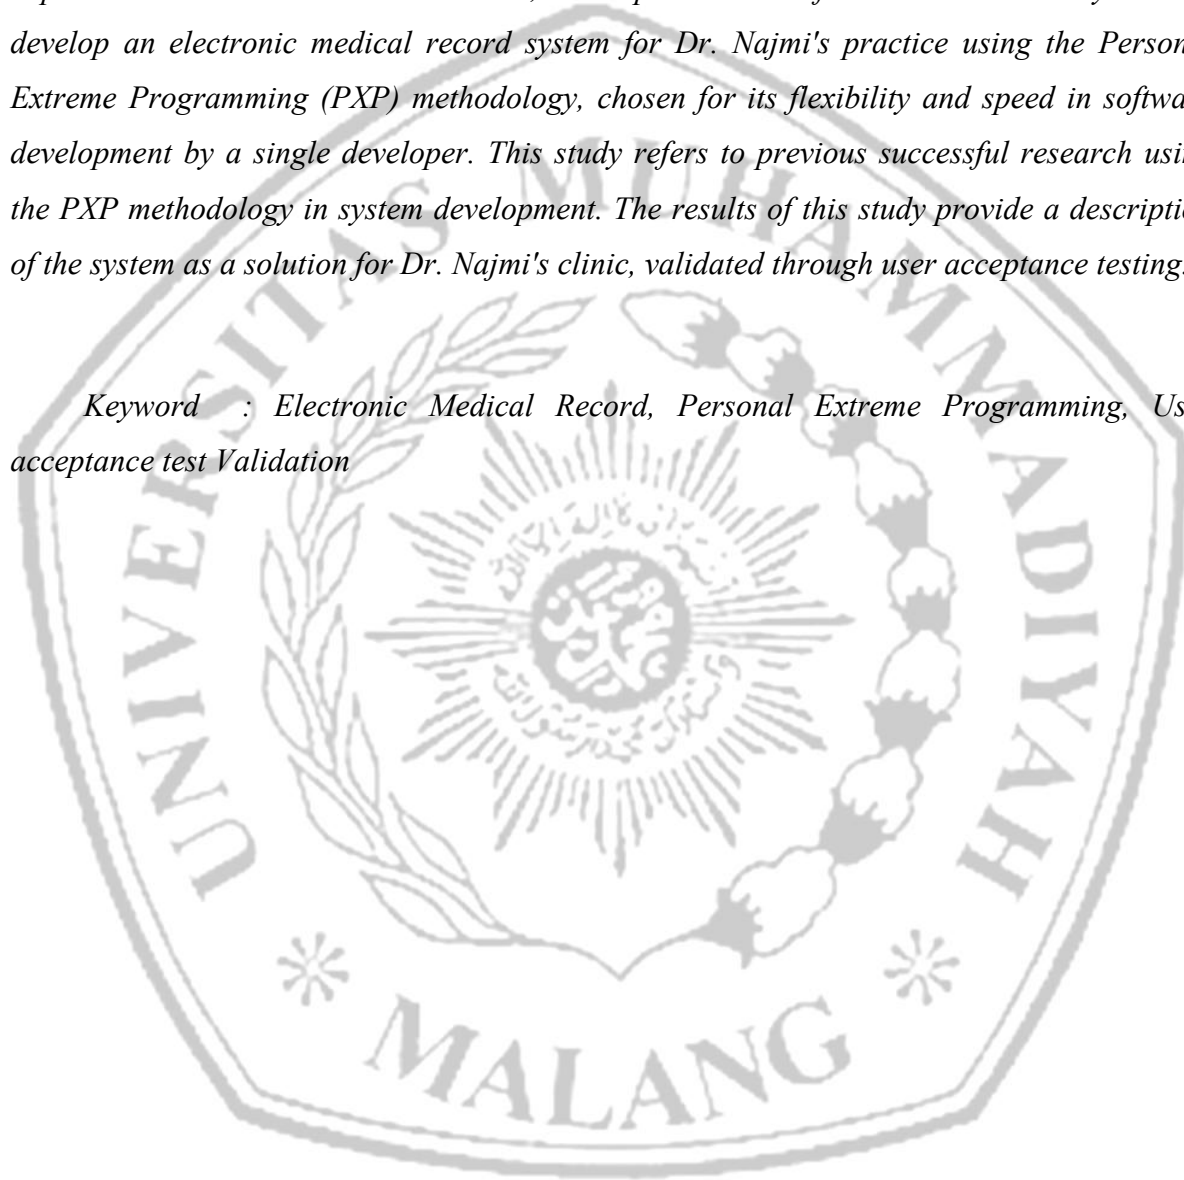 develop an electronic medical record system for Dr. Najmi's practice using the Person
Extreme Programming (PXP) methodology, chosen for its flexibility and speed in softwa
development by a single developer. This study refers to previous successful research usi
the PXP methodology in system development. The results of this study provide a descripti
of the system as a solution for Dr. Najmi's clinic, validated through user acceptance testing.
Keyword : Electronic Medical Record, Personal Extreme Programming, Us
acceptance test Validation
UNIVERSITAS MUHAMMADIYAH
MALANG